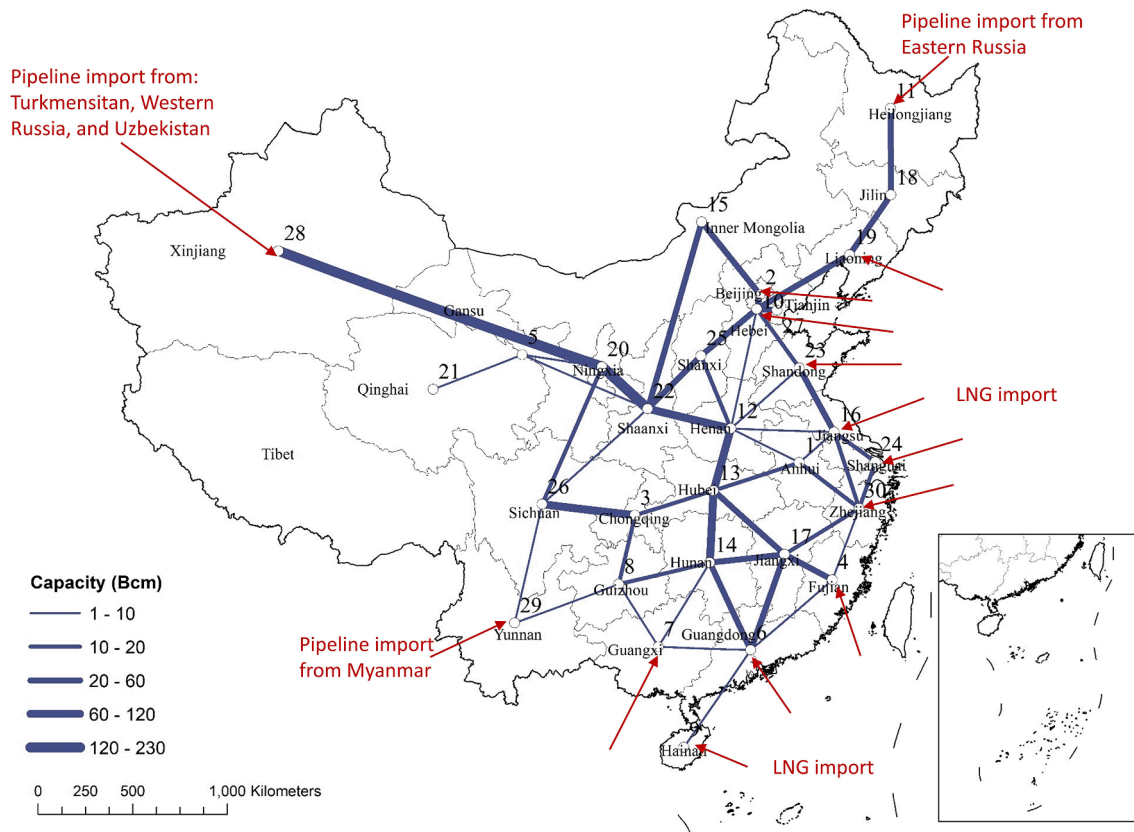 Pipeline import from
Eastern Russia
Pipeline import from:
Turkmensitan, Western
Russia, and Uzbekistan
11
Heilongjiang
18
Jilin
15
Inner Mongolia
19
Liaoning
28
Xinjiang
2
Beijing
10
Tianjin
27
Hebei
Gansu
5
20
Ningxia
25
Shanxi
23
Shandong
21
Qinghai
22
Shaanxi
12
Henan
LNG import
16
Jiangsu
1
Anhui
24
Shanghai
Tibet
13
Hubei
30
Zhejiang
26
Sichuan
3
Chongqing
14
Hunan
17
Jiangxi
4
Fujian
8
Guizhou
29
Yunnan
Pipeline import
from Myanmar
7
Guangxi
Guangdong
6
Hainan
LNG import
Capacity (Bcm)
1 - 10
10 - 20
20 - 60
60 - 120
120 - 230
0 250 500 1,000 Kilometers